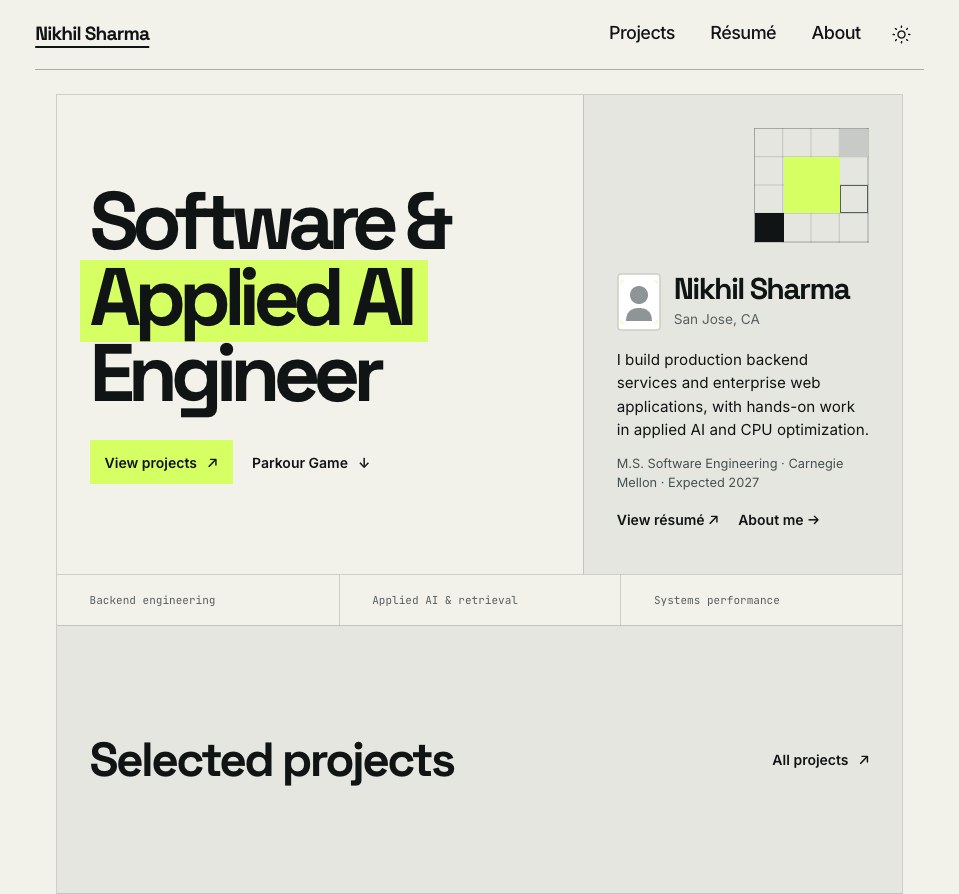 Nikhil Sharma
Projects
Résumé
About
Software &
Applied AI
Engineer
View projects ↗
Parkour Game ↓
Nikhil Sharma
San Jose, CA
I build production backend
services and enterprise web
applications, with hands-on work
in applied AI and CPU optimization.
M.S. Software Engineering · Carnegie
Mellon · Expected 2027
View résumé ↗
About me →
Backend engineering
Applied AI & retrieval
Systems performance
Selected projects
All projects ↗